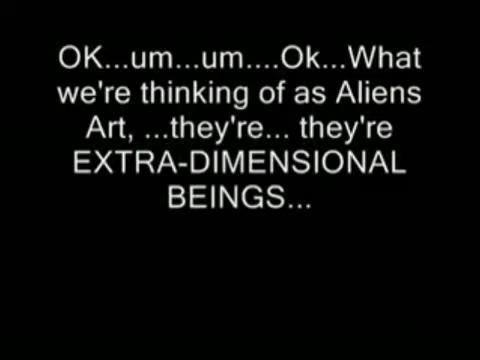 OK...um...um....Ok...What
we're thinking of as Aliens
Art, ...they're... they're
EXTRA-DIMENSIONAL
BEINGS...